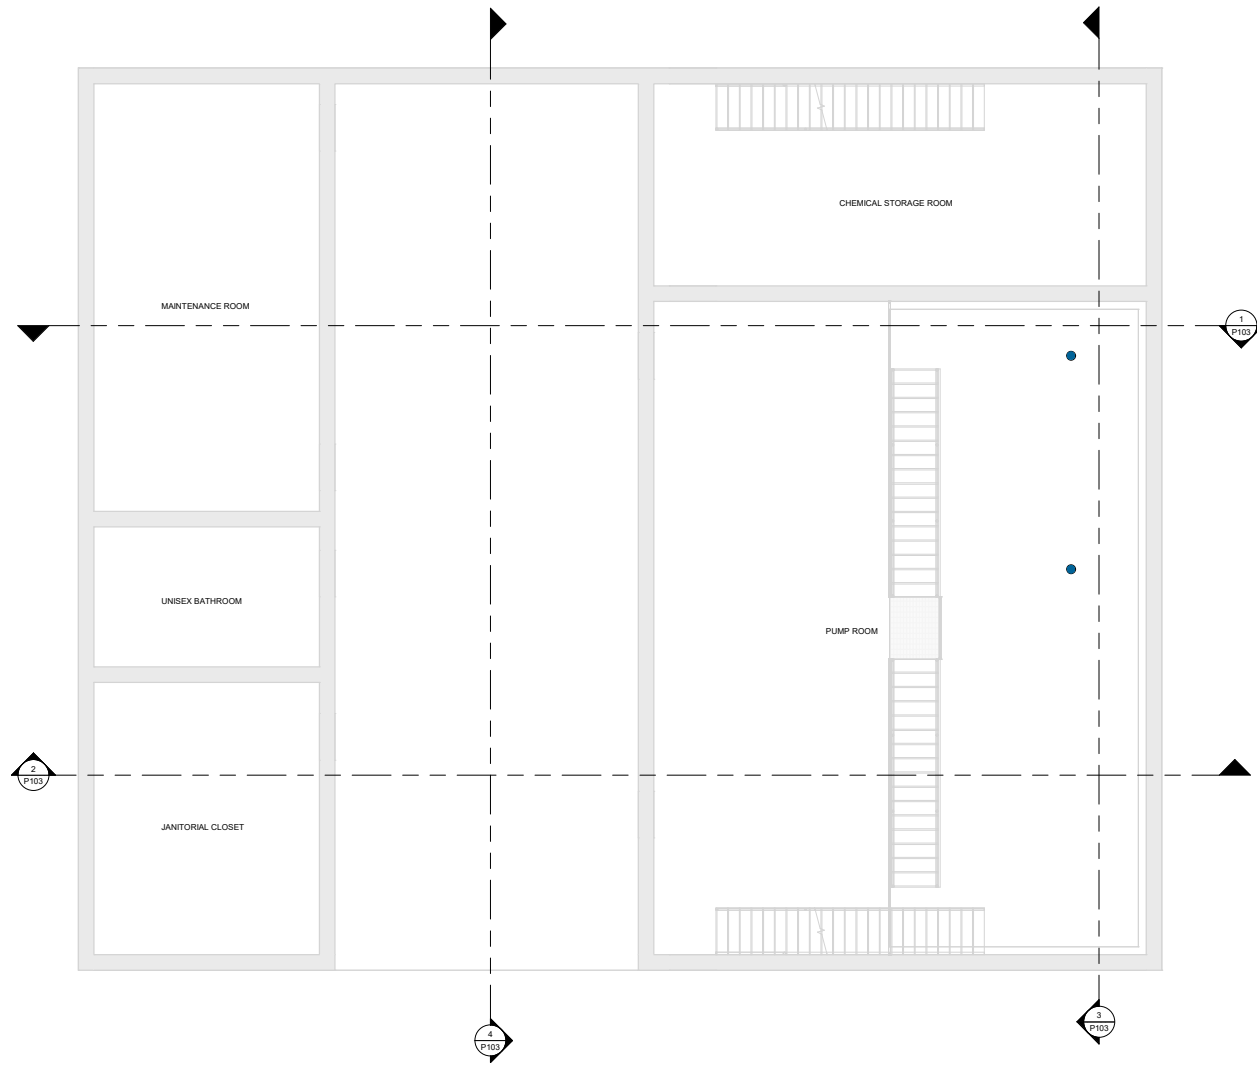 CHEMICAL STORAGE ROOM
MAINTENANCE ROOM
1
P103
UNISEX BATHROOM
PUMP ROOM
2
P103
JANITORIAL CLOSET
3
P103
4
P103